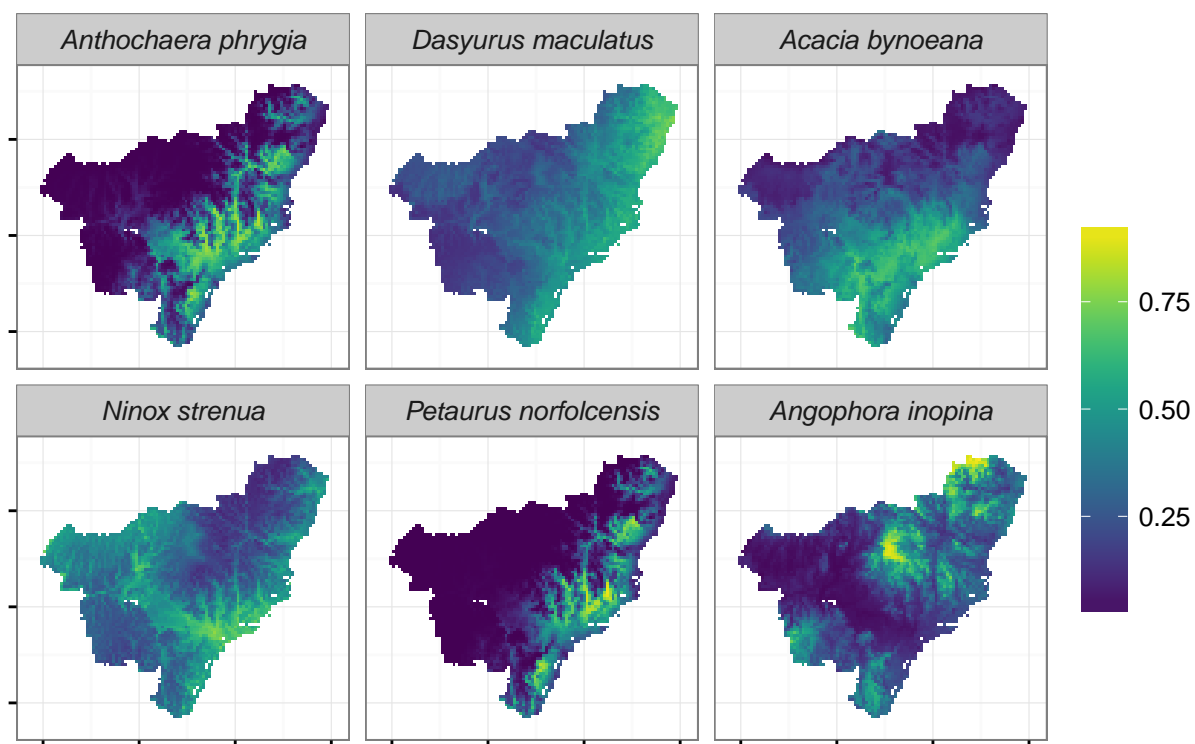 Anthochaera phrygia
Dasyurus maculatus
Acacia bynoeana
Ninox strenua
Petaurus norfolcensis
Angophora inopina
0.75
0.50
0.25